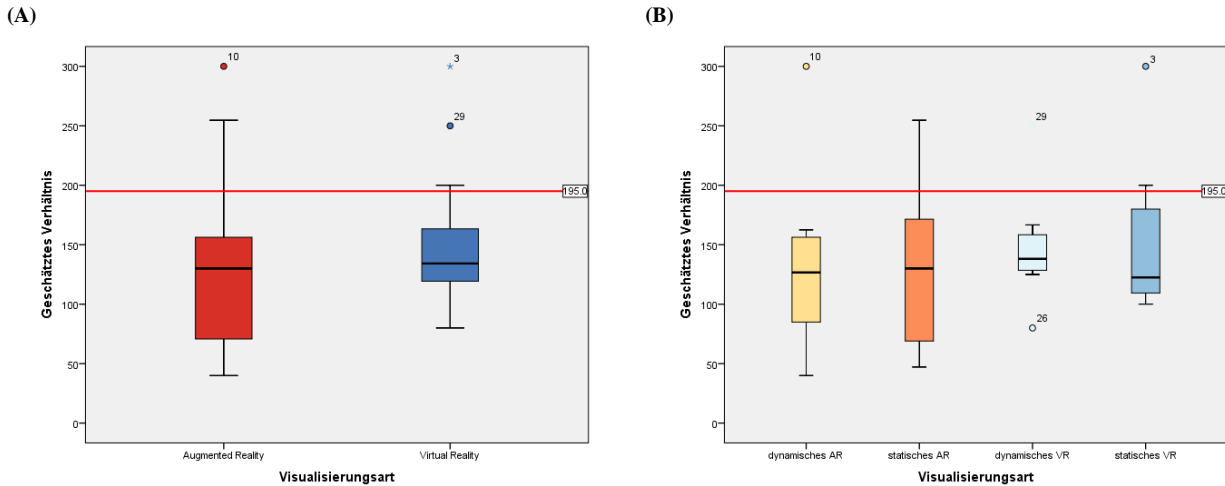 (A)
(B)
300
250
200
150
100
50
0
Geschätztes Verhältnis
10
3
29
195.0
Augmented Reality
Virtual Reality
Visualisierungsart
300
250
200
150
100
50
0
Geschätztes Verhältnis
10
29
3
26
195.0
dynamisches AR
statisches AR
dynamisches VR
statisches VR
Visualisierungsart